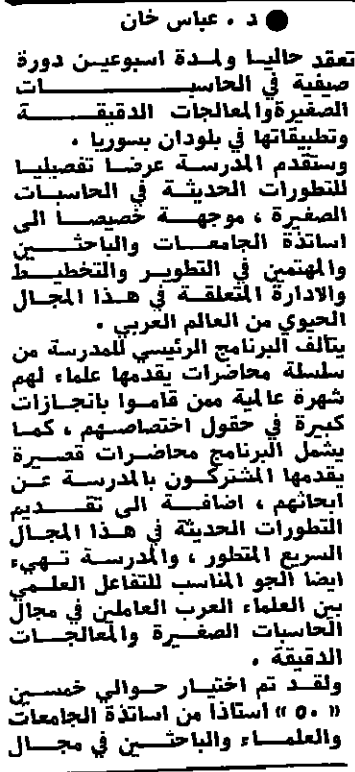 ● د . عباس خان
تعقد حاليا ولمدة اسبوعين دورة
صيفية في الحاسبات
الصغيرة والمعالجات الدقيقة
وتطبيقاتها في بلودان بسوريا .
وستقدم المدرسة عرضا تفصيليا
للتطورات الحديثة في الحاسبات
الصغيرة ، موجهة خصيصا الى
اساتذة الجامعات والباحثين
والمهتمين في التطوير والتخطيط
والادارة المتعلقة في هذا المجال
الحيوي من العالم العربي .
يتألف البرنامج الرئيسي للمدرسة من
سلسلة محاضرات يقدمها علماء لهم
شهرة عالمية ممن قاموا بانجازات
كبيرة في حقول اختصاصهم ، كما
يشمل البرنامج محاضرات قصيرة
يقدمها المشتركون بالمدرسة عن
ابحاثهم ، اضافة الى تقديم
التطورات الحديثة في هذا المجال
السريع المتطور ، والمدرسة تهيء
ايضا الجو المناسب للتفاعل العلمي
بين العلماء العرب العاملين في مجال
الحاسبات الصغيرة والمعالجات
الدقيقة .
ولقد تم اختيار حوالي خمسين
« ٥٠ » استاذا من اساتذة الجامعات
والعلماء والباحثين في مجال